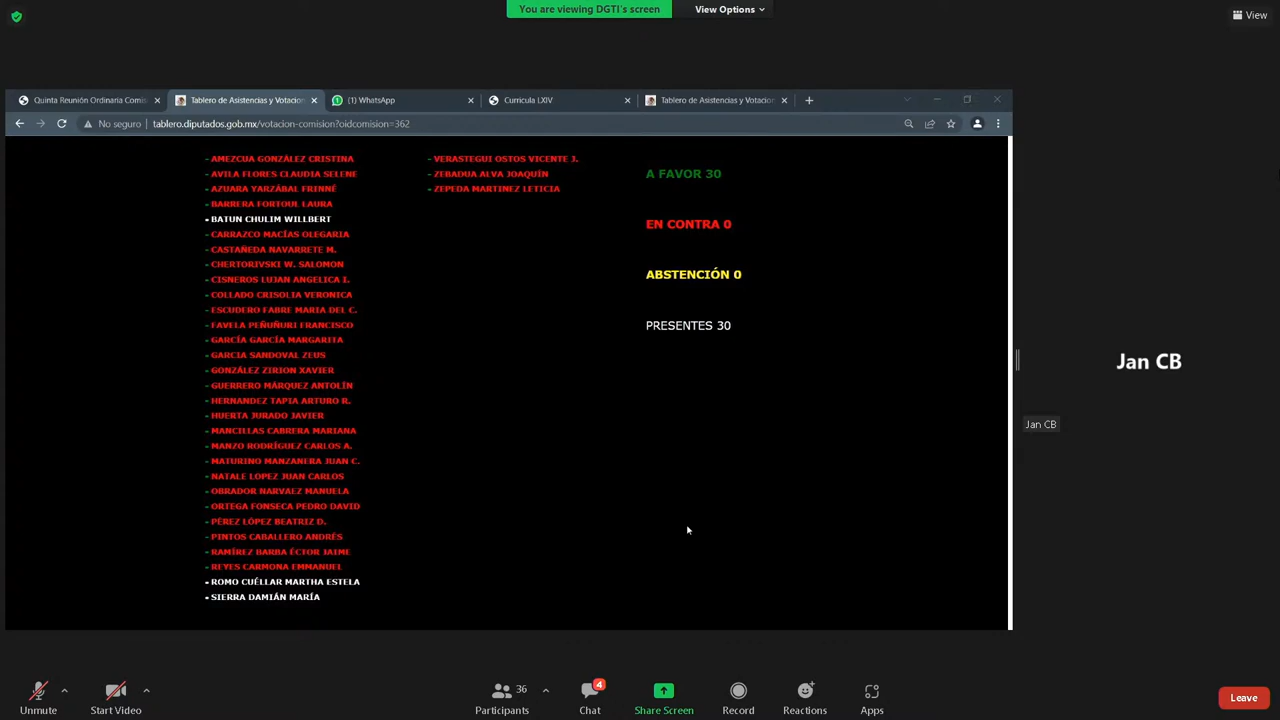 You are viewing DGTI's screen
View Options
View
Quinta Reunión Ordinaria Comis
Tablero de Asistencias y Votacion
(1) WhatsApp
Curricula LXIV
Tablero de Asistencias y Votacion
No seguro
tablero.diputados.gob.mx/votacion-comision?oidcomision=362
- AMEZCUA GONZÁLEZ CRISTINA
- AVILA FLORES CLAUDIA SELENE
- AZUARA YARZÁBAL FRINNÉ
- BARRERA FORTOUL LAURA
- BATUN CHULIM WILLBERT
- CARRAZCO MACÍAS OLEGARIA
- CASTAÑEDA NAVARRETE M.
- CHERTORIVSKI W. SALOMON
- CISNEROS LUJAN ANGELICA I.
- COLLADO CRISOLIA VERONICA
- ESCUDERO FABRE MARIA DEL C.
- FAVELA PEÑUÑURI FRANCISCO
- GARCÍA GARCÍA MARGARITA
- GARCIA SANDOVAL ZEUS
- GONZÁLEZ ZIRION XAVIER
- GUERRERO MÁRQUEZ ANTOLÍN
- HERNANDEZ TAPIA ARTURO R.
- HUERTA JURADO JAVIER
- MANCILLAS CABRERA MARIANA
- MANZO RODRÍGUEZ CARLOS A.
- MATURINO MANZANERA JUAN C.
- NATALE LOPEZ JUAN CARLOS
- OBRADOR NARVAEZ MANUELA
- ORTEGA FONSECA PEDRO DAVID
- PÉREZ LÓPEZ BEATRIZ D.
- PINTOS CABALLERO ANDRÉS
- RAMÍREZ BARBA ÉCTOR JAIME
- REYES CARMONA EMMANUEL
- ROMO CUÉLLAR MARTHA ESTELA
- SIERRA DAMIÁN MARÍA
- VERASTEGUI OSTOS VICENTE J.
- ZEBADUA ALVA JOAQUÍN
- ZEPEDA MARTINEZ LETICIA
A FAVOR 30
EN CONTRA 0
ABSTENCIÓN 0
PRESENTES 30
Jan CB
Jan CB
Unmute
Start Video
36
Participants
4
Chat
Share Screen
Record
Reactions
Apps
Leave